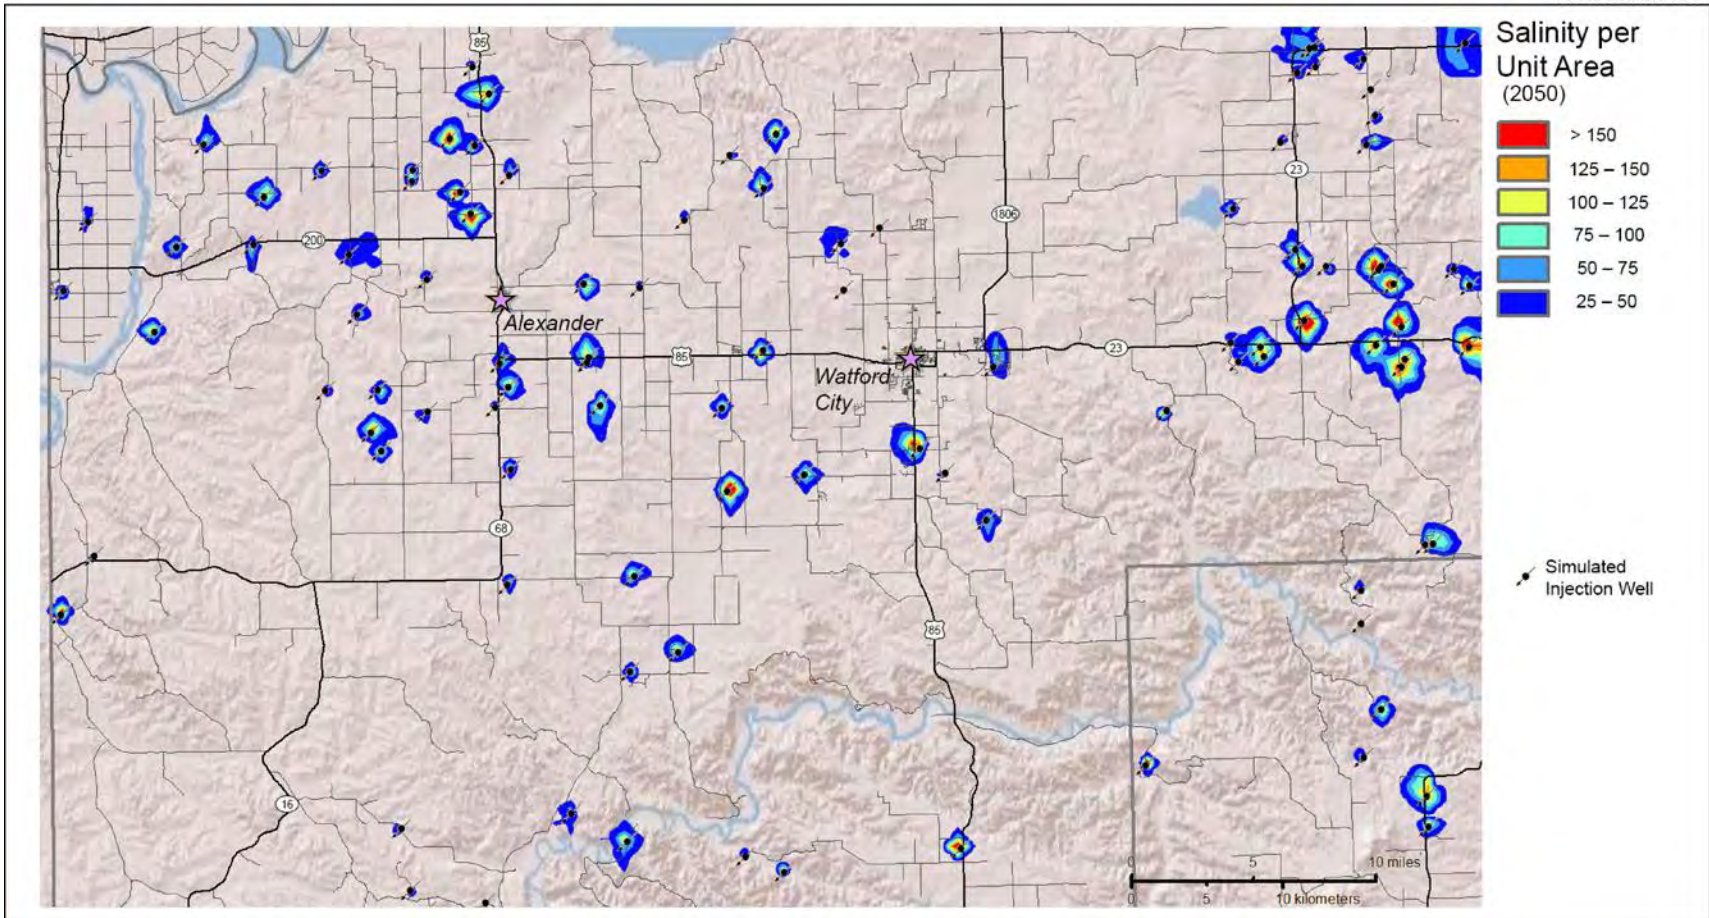 Salinity per
Unit Area
(2050)
> 150
125 – 150
100 – 125
75 – 100
50 – 75
25 – 50
Simulated
Injection Well
85
23
1806
200
Alexander
85
23
Watford
City
68
85
16
0 5 10 miles
0 5 10 kilometers